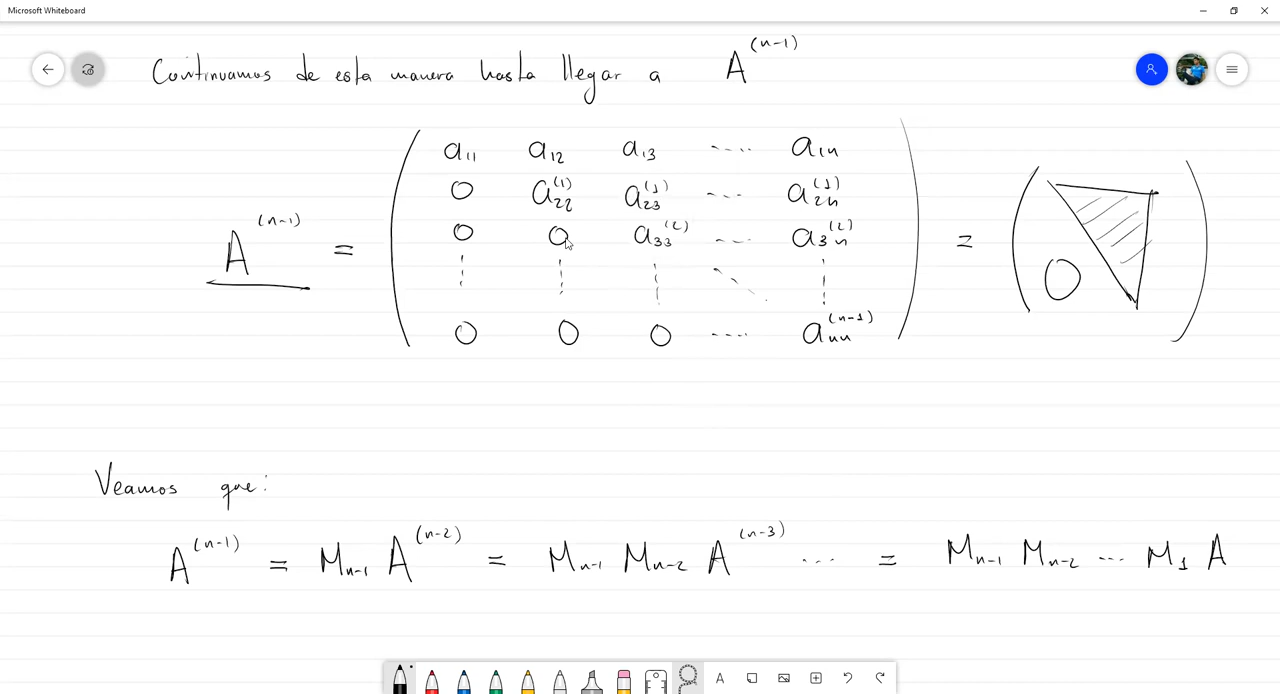 Microsoft Whiteboard
Continuamos de esta manera hasta llegar a A^(n-1)
A^(n-1) = ( a₁₁ a₁₂ a₁₃ ---- a₁ₙ
0 a₂₂^(1) a₂₃^(1) --- a₂ₙ^(1)
0 0 a₃₃^(2) --- a₃ₙ^(2)
0 0 0 ---- aₙₙ^(n-1) ) = ( 0 )
Veamos que:
A^(n-1) = Mₙ₋₁ A^(n-2) = Mₙ₋₁ Mₙ₋₂ A^(n-3) ... = Mₙ₋₁ Mₙ₋₂ --- M₁ A
A